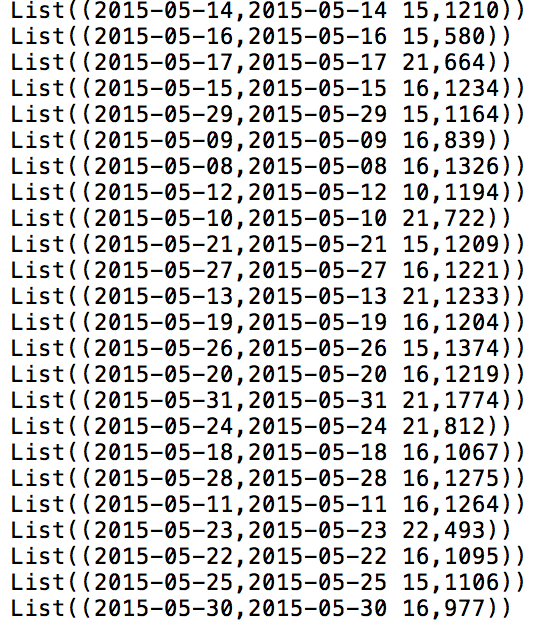 List((2015-05-14,2015-05-14 15,1210))
List((2015-05-16,2015-05-16 15,580))
List((2015-05-17,2015-05-17 21,664))
List((2015-05-15,2015-05-15 16,1234))
List((2015-05-29,2015-05-29 15,1164))
List((2015-05-09,2015-05-09 16,839))
List((2015-05-08,2015-05-08 16,1326))
List((2015-05-12,2015-05-12 10,1194))
List((2015-05-10,2015-05-10 21,722))
List((2015-05-21,2015-05-21 15,1209))
List((2015-05-27,2015-05-27 16,1221))
List((2015-05-13,2015-05-13 21,1233))
List((2015-05-19,2015-05-19 16,1204))
List((2015-05-26,2015-05-26 15,1374))
List((2015-05-20,2015-05-20 16,1219))
List((2015-05-31,2015-05-31 21,1774))
List((2015-05-24,2015-05-24 21,812))
List((2015-05-18,2015-05-18 16,1067))
List((2015-05-28,2015-05-28 16,1275))
List((2015-05-11,2015-05-11 16,1264))
List((2015-05-23,2015-05-23 22,493))
List((2015-05-22,2015-05-22 16,1095))
List((2015-05-25,2015-05-25 15,1106))
List((2015-05-30,2015-05-30 16,977))